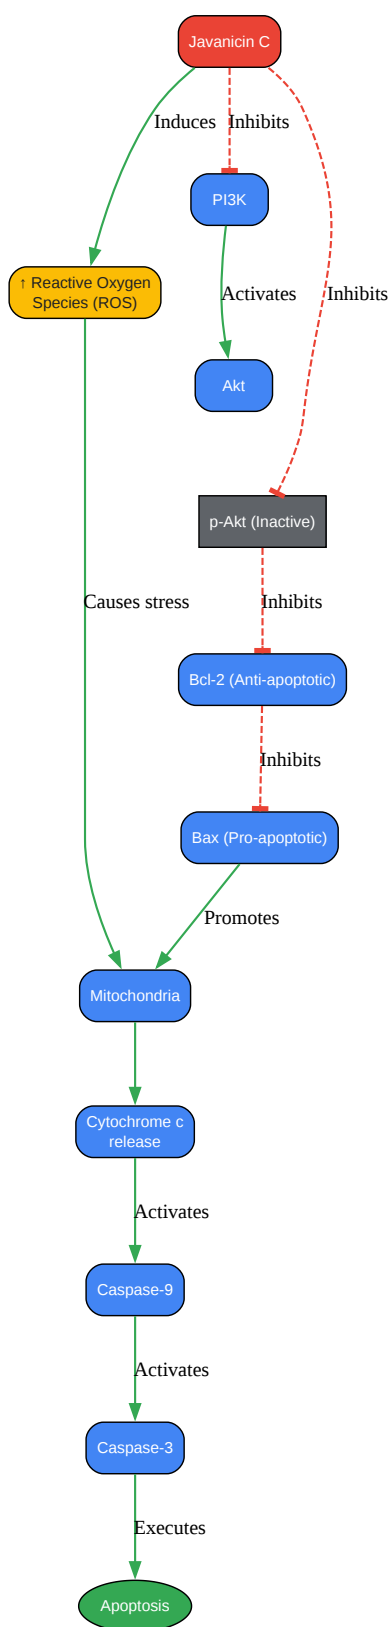 Javanicin C
Induces
Inhibits
PI3K
↑ Reactive Oxygen
Species (ROS)
Activates
Inhibits
Akt
p-Akt (Inactive)
Causes stress
Inhibits
Bcl-2 (Anti-apoptotic)
Inhibits
Bax (Pro-apoptotic)
Promotes
Mitochondria
Cytochrome c
release
Activates
Caspase-9
Activates
Caspase-3
Executes
Apoptosis